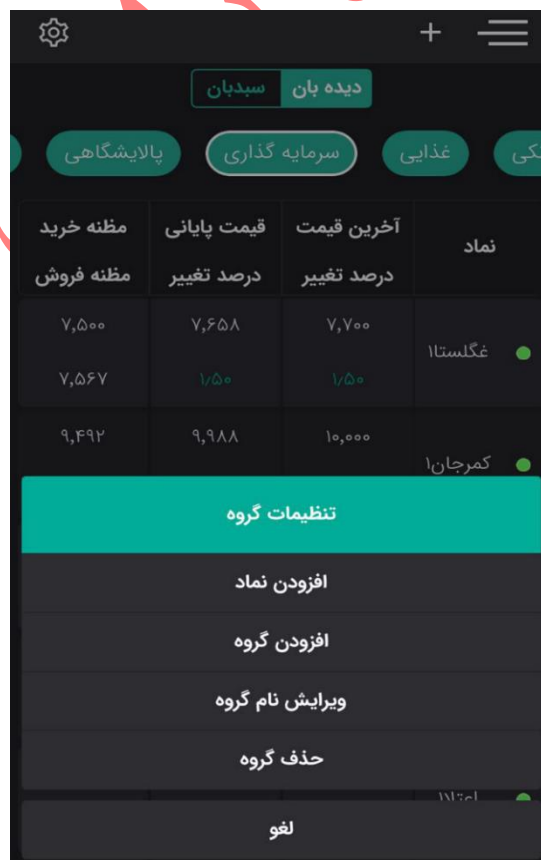 +
دیده بان سبدبان
کی غذایی سرمایه گذاری پالایشگاهی
نماد آخرین قیمت قیمت پایانی مظنه خرید
درصد تغییر درصد تغییر مظنه فروش
غگلستا۱ ۷,۷۰۰ ۷,۶۵۸ ۷,۵۰۰
۱/۵۰ ۱/۵۰ ۷,۵۶۷
کمرجان۱ ۱۰,۰۰۰ ۹,۹۸۸ ۹,۴۹۲
تنظیمات گروه
افزودن نماد
افزودن گروه
ویرایش نام گروه
حذف گروه
لغو